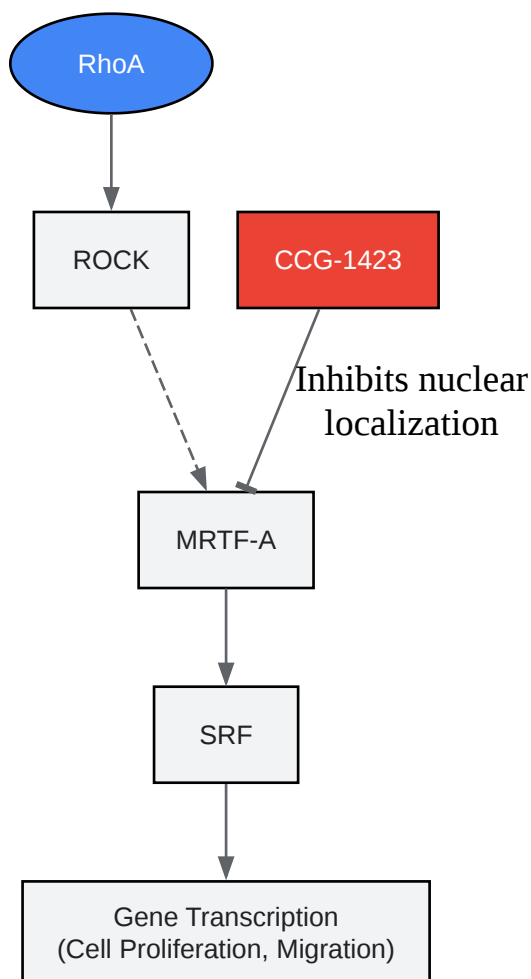 RhoA
ROCK
CCG-1423
Inhibits nuclear
localization
MRTF-A
SRF
Gene Transcription
(Cell Proliferation, Migration)